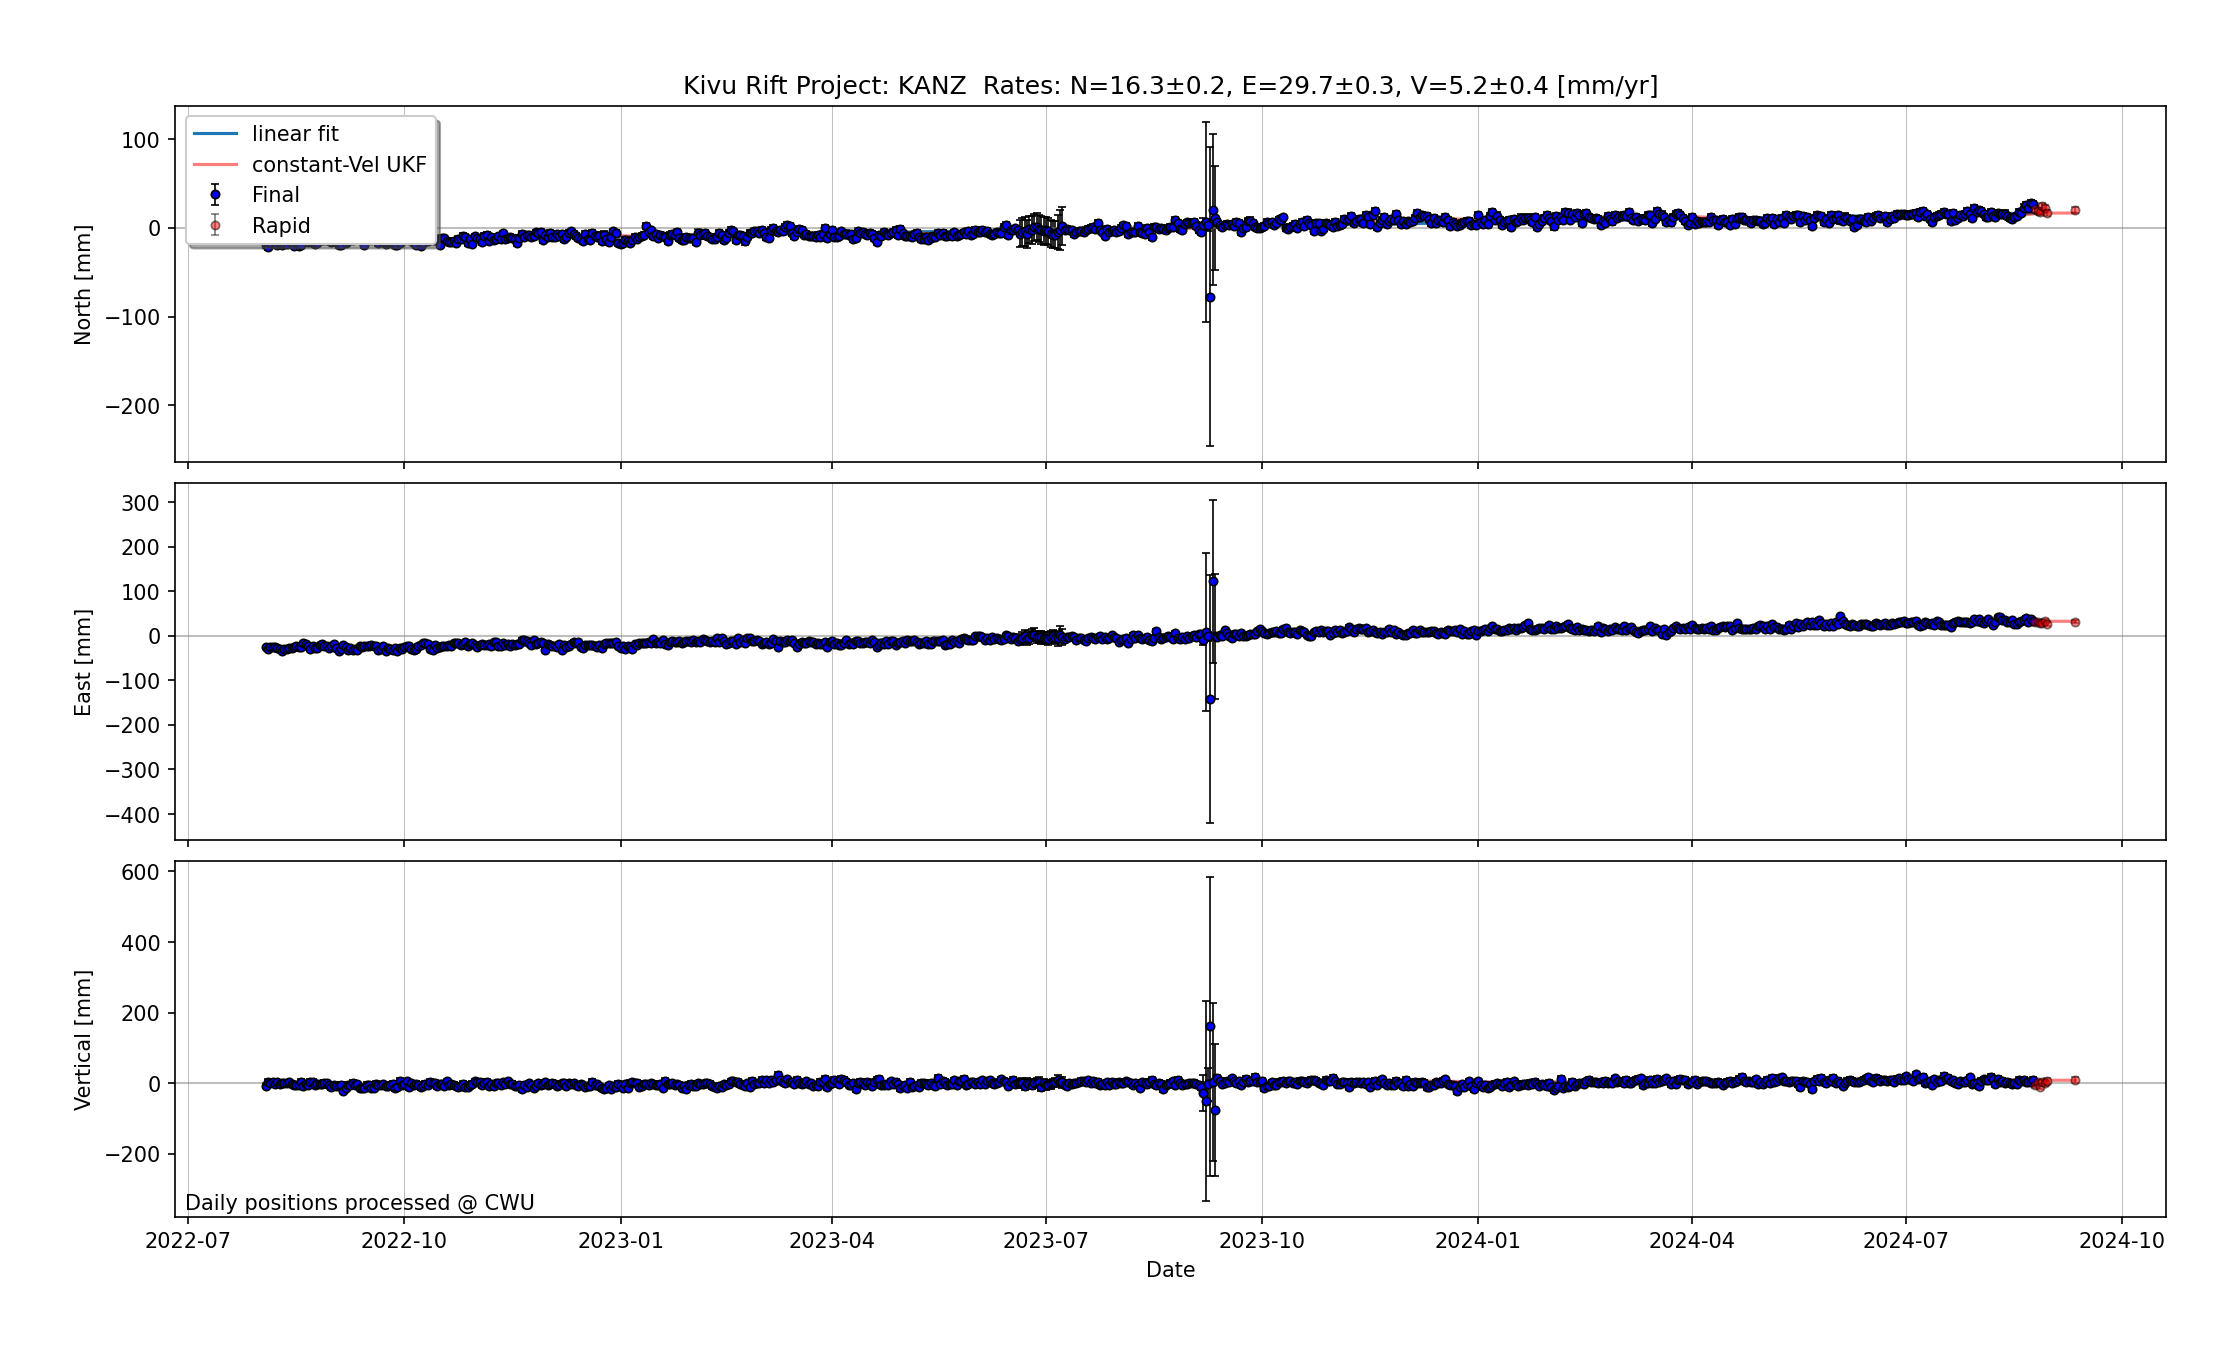 Kivu Rift Project: KANZ  Rates: N=16.3±0.2, E=29.7±0.3, V=5.2±0.4 [mm/yr]
linear fit
constant-Vel UKF
Final
Rapid
100
0
−100
−200
North [mm]
300
200
100
0
−100
−200
−300
−400
East [mm]
600
400
200
0
−200
Vertical [mm]
Daily positions processed @ CWU
2022-07 2022-10 2023-01 2023-04 2023-07 2023-10 2024-01 2024-04 2024-07 2024-10
Date